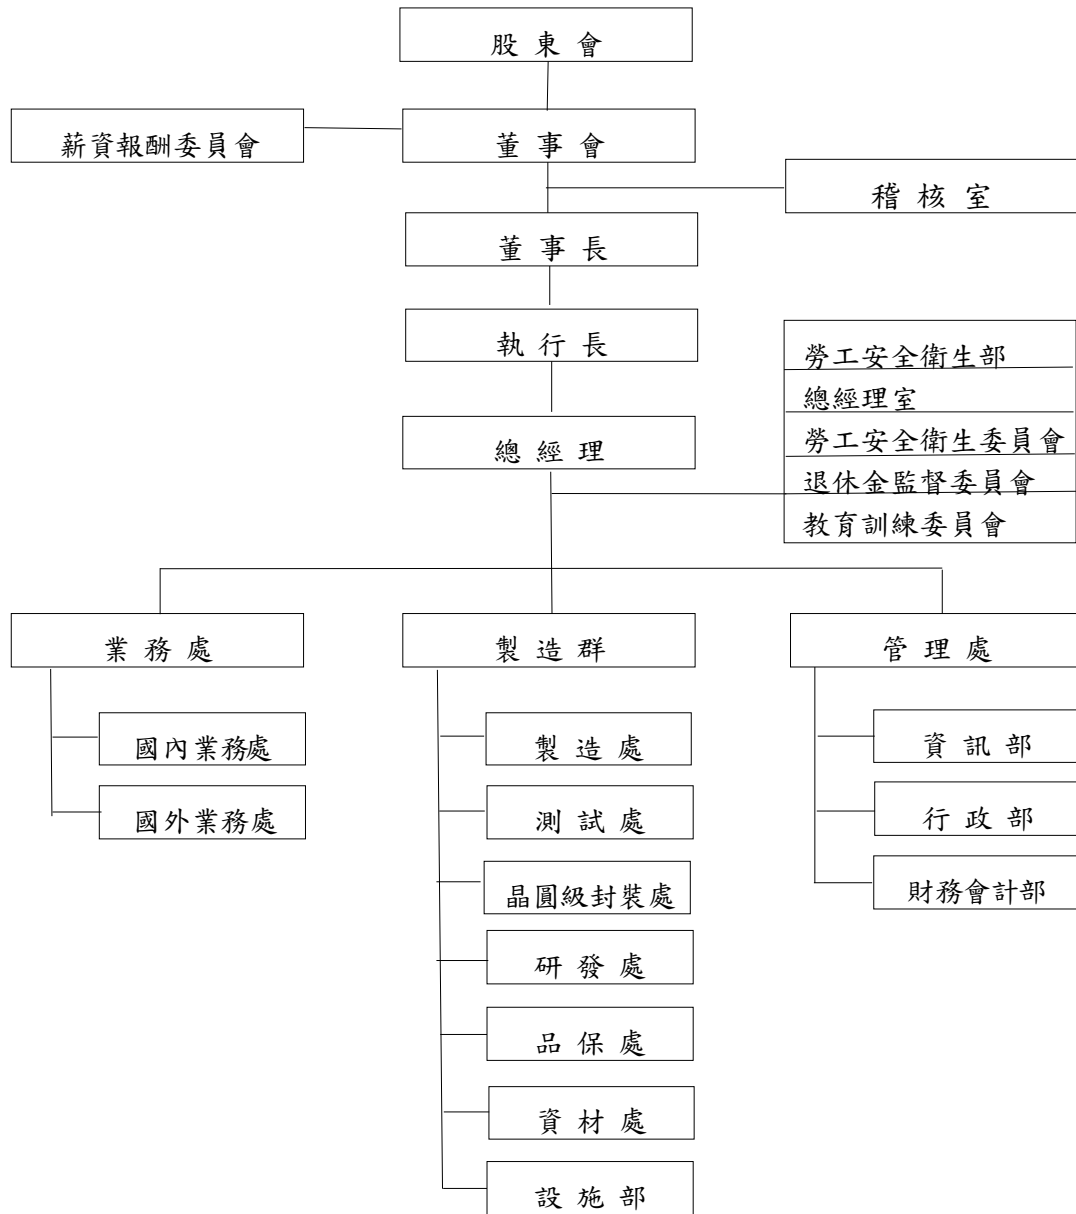 股東會
薪資報酬委員會
董事會
稽核室
董事長
執行長
總經理
勞工安全衛生部
總經理室
勞工安全衛生委員會
退休金監督委員會
教育訓練委員會
業務處
國內業務處
國外業務處
製造群
製造處
測試處
晶圓級封裝處
研發處
品保處
資材處
設施部
管理處
資訊部
行政部
財務會計部